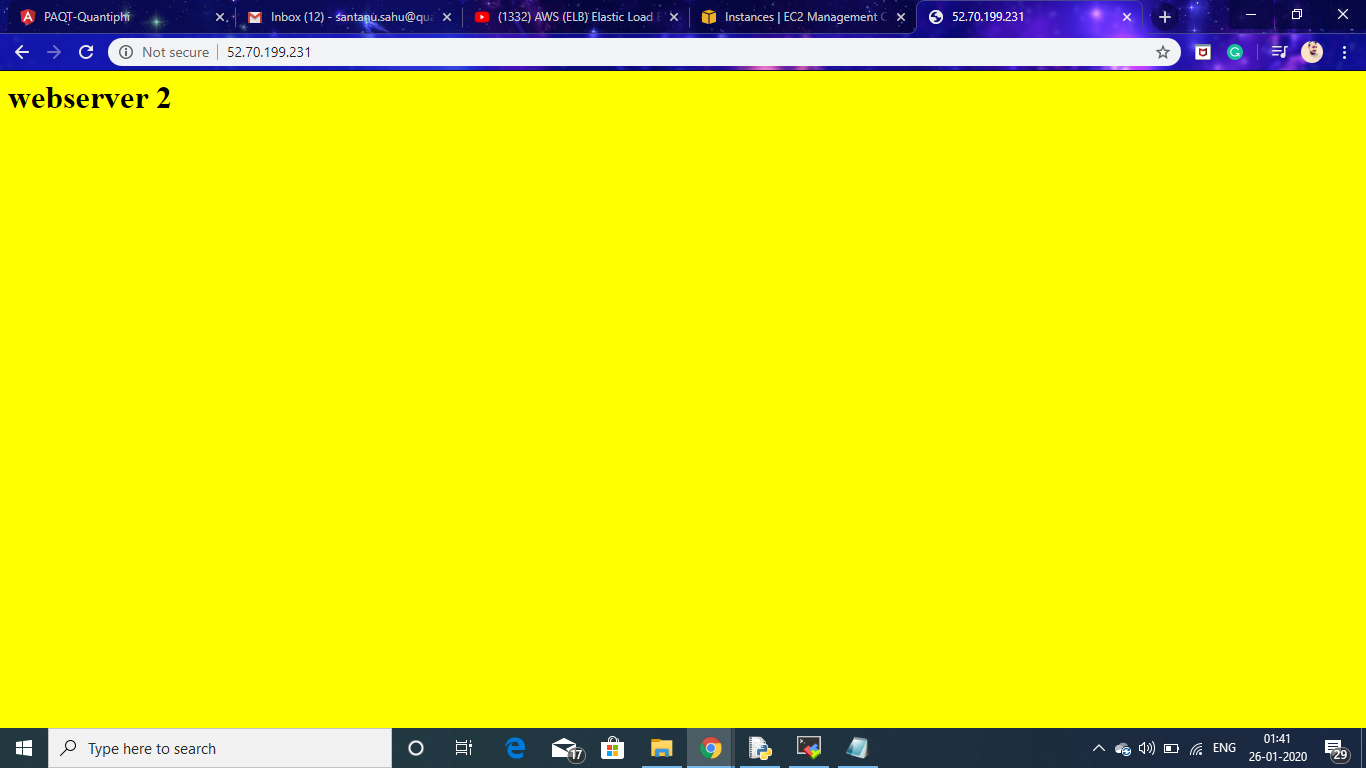 PAQT-Quantiphi
Inbox (12) - santanu.sahu@qua
(1332) AWS (ELB) Elastic Load
Instances | EC2 Management C
52.70.199.231
Not secure
52.70.199.231
webserver 2
Type here to search
17
ENG
01:41
26-01-2020
29